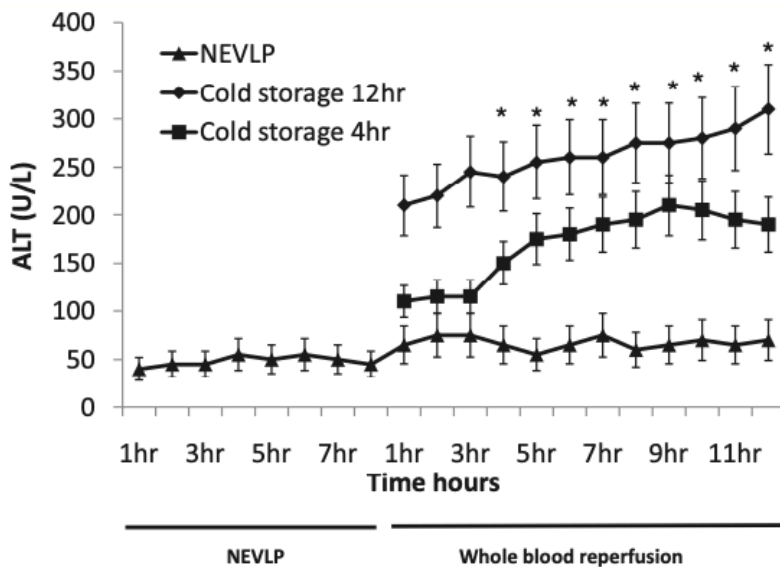 400
350
300
250
200
150
100
50
0
ALT (U/L)
NEVLP
Cold storage 12hr
Cold storage 4hr
* * * * * * * * *
1hr 3hr 5hr 7hr 1hr 3hr 5hr 7hr 9hr 11hr
Time hours
NEVLP Whole blood reperfusion